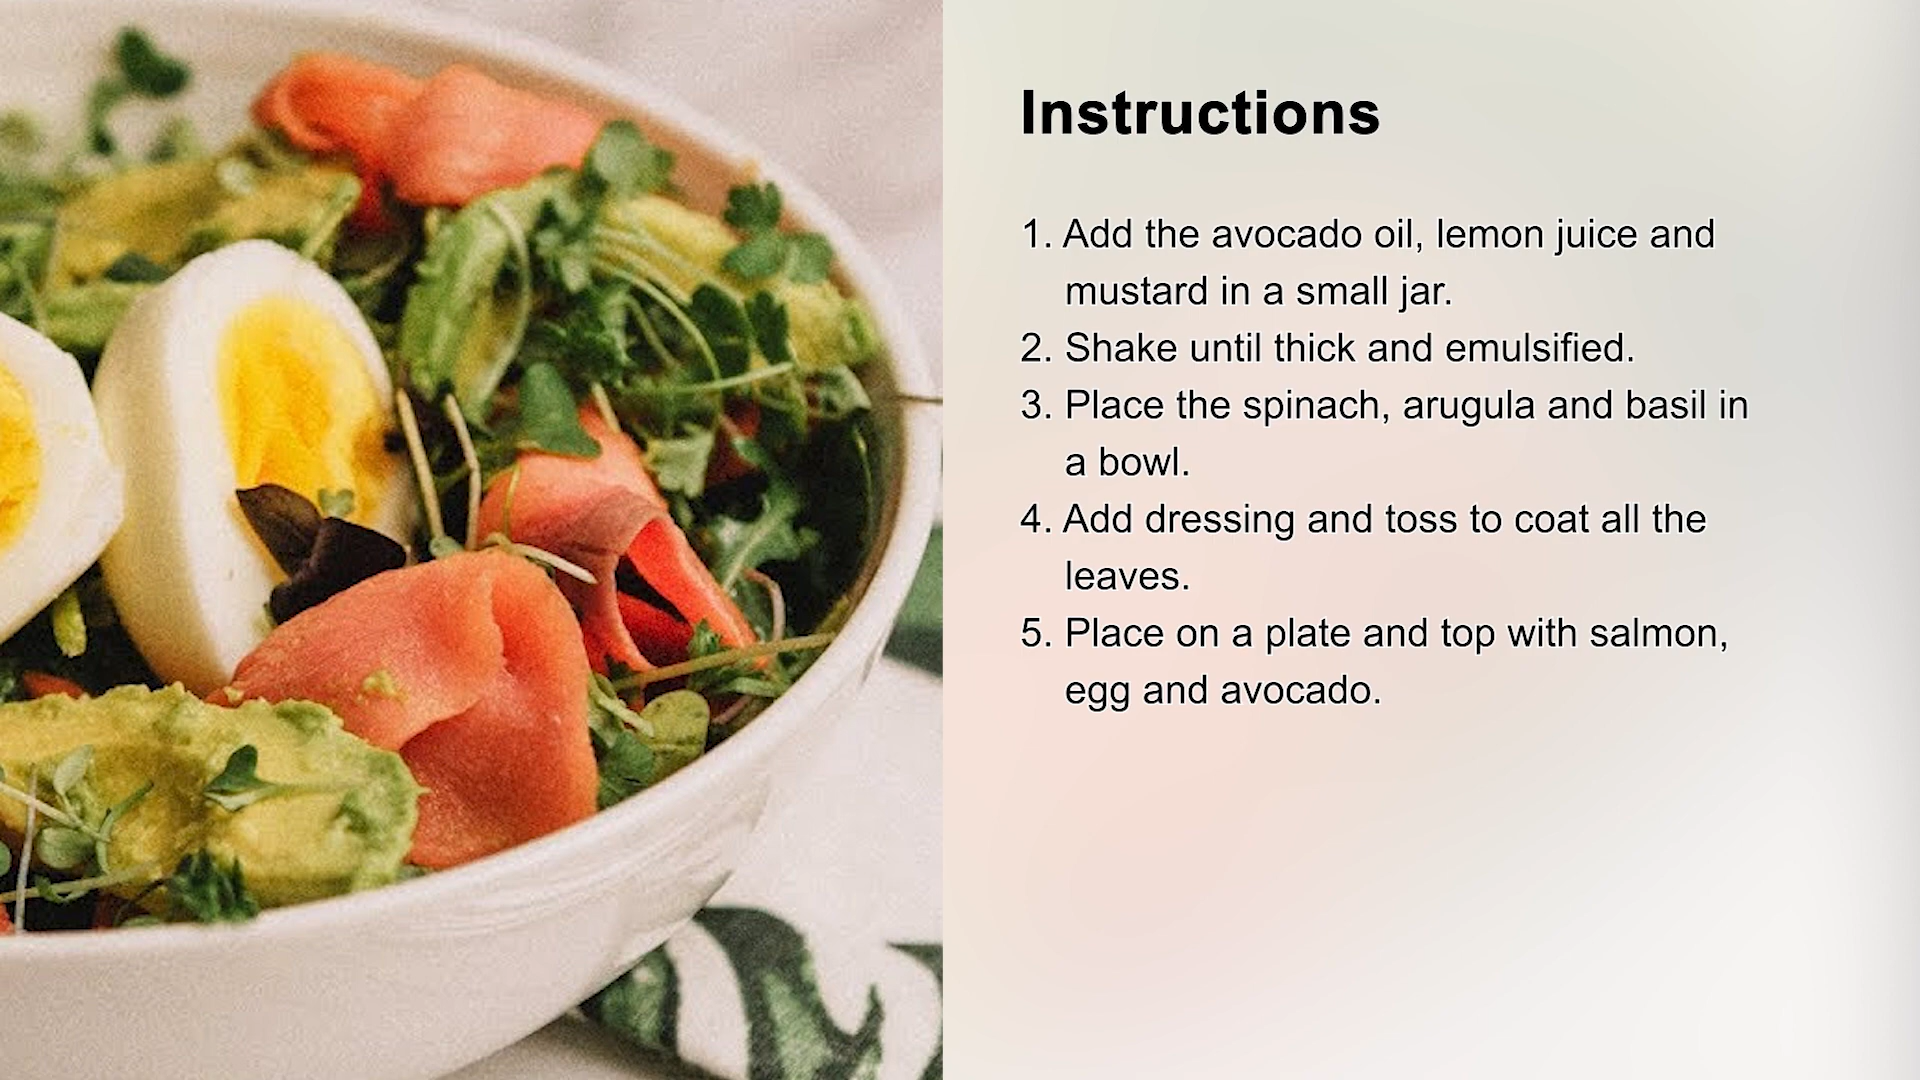 Instructions
1. Add the avocado oil, lemon juice and
mustard in a small jar.
2. Shake until thick and emulsified.
3. Place the spinach, arugula and basil in
a bowl.
4. Add dressing and toss to coat all the
leaves.
5. Place on a plate and top with salmon,
egg and avocado.